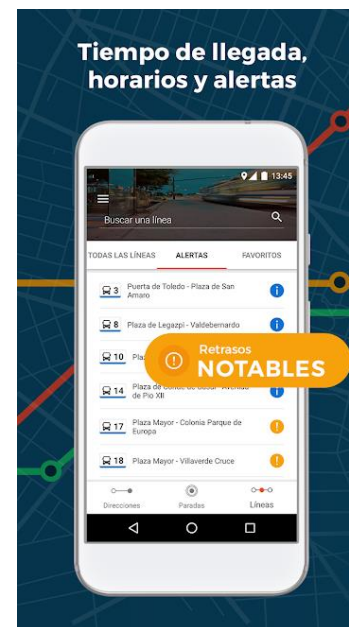 Tiempo de llegada,
horarios y alertas
13:45
Buscar una línea
TODAS LAS LÍNEAS ALERTAS FAVORITOS
3 Puerta de Toledo - Plaza de San
Amaro
8 Plaza de Legazpi - Valdebernardo
10
Retrasos
NOTABLES
14 Plaza de
de Pio XII
17 Plaza Mayor - Colonia Parque de
Europa
18 Plaza Mayor - Villaverde Cruce
Direcciones Paradas Líneas